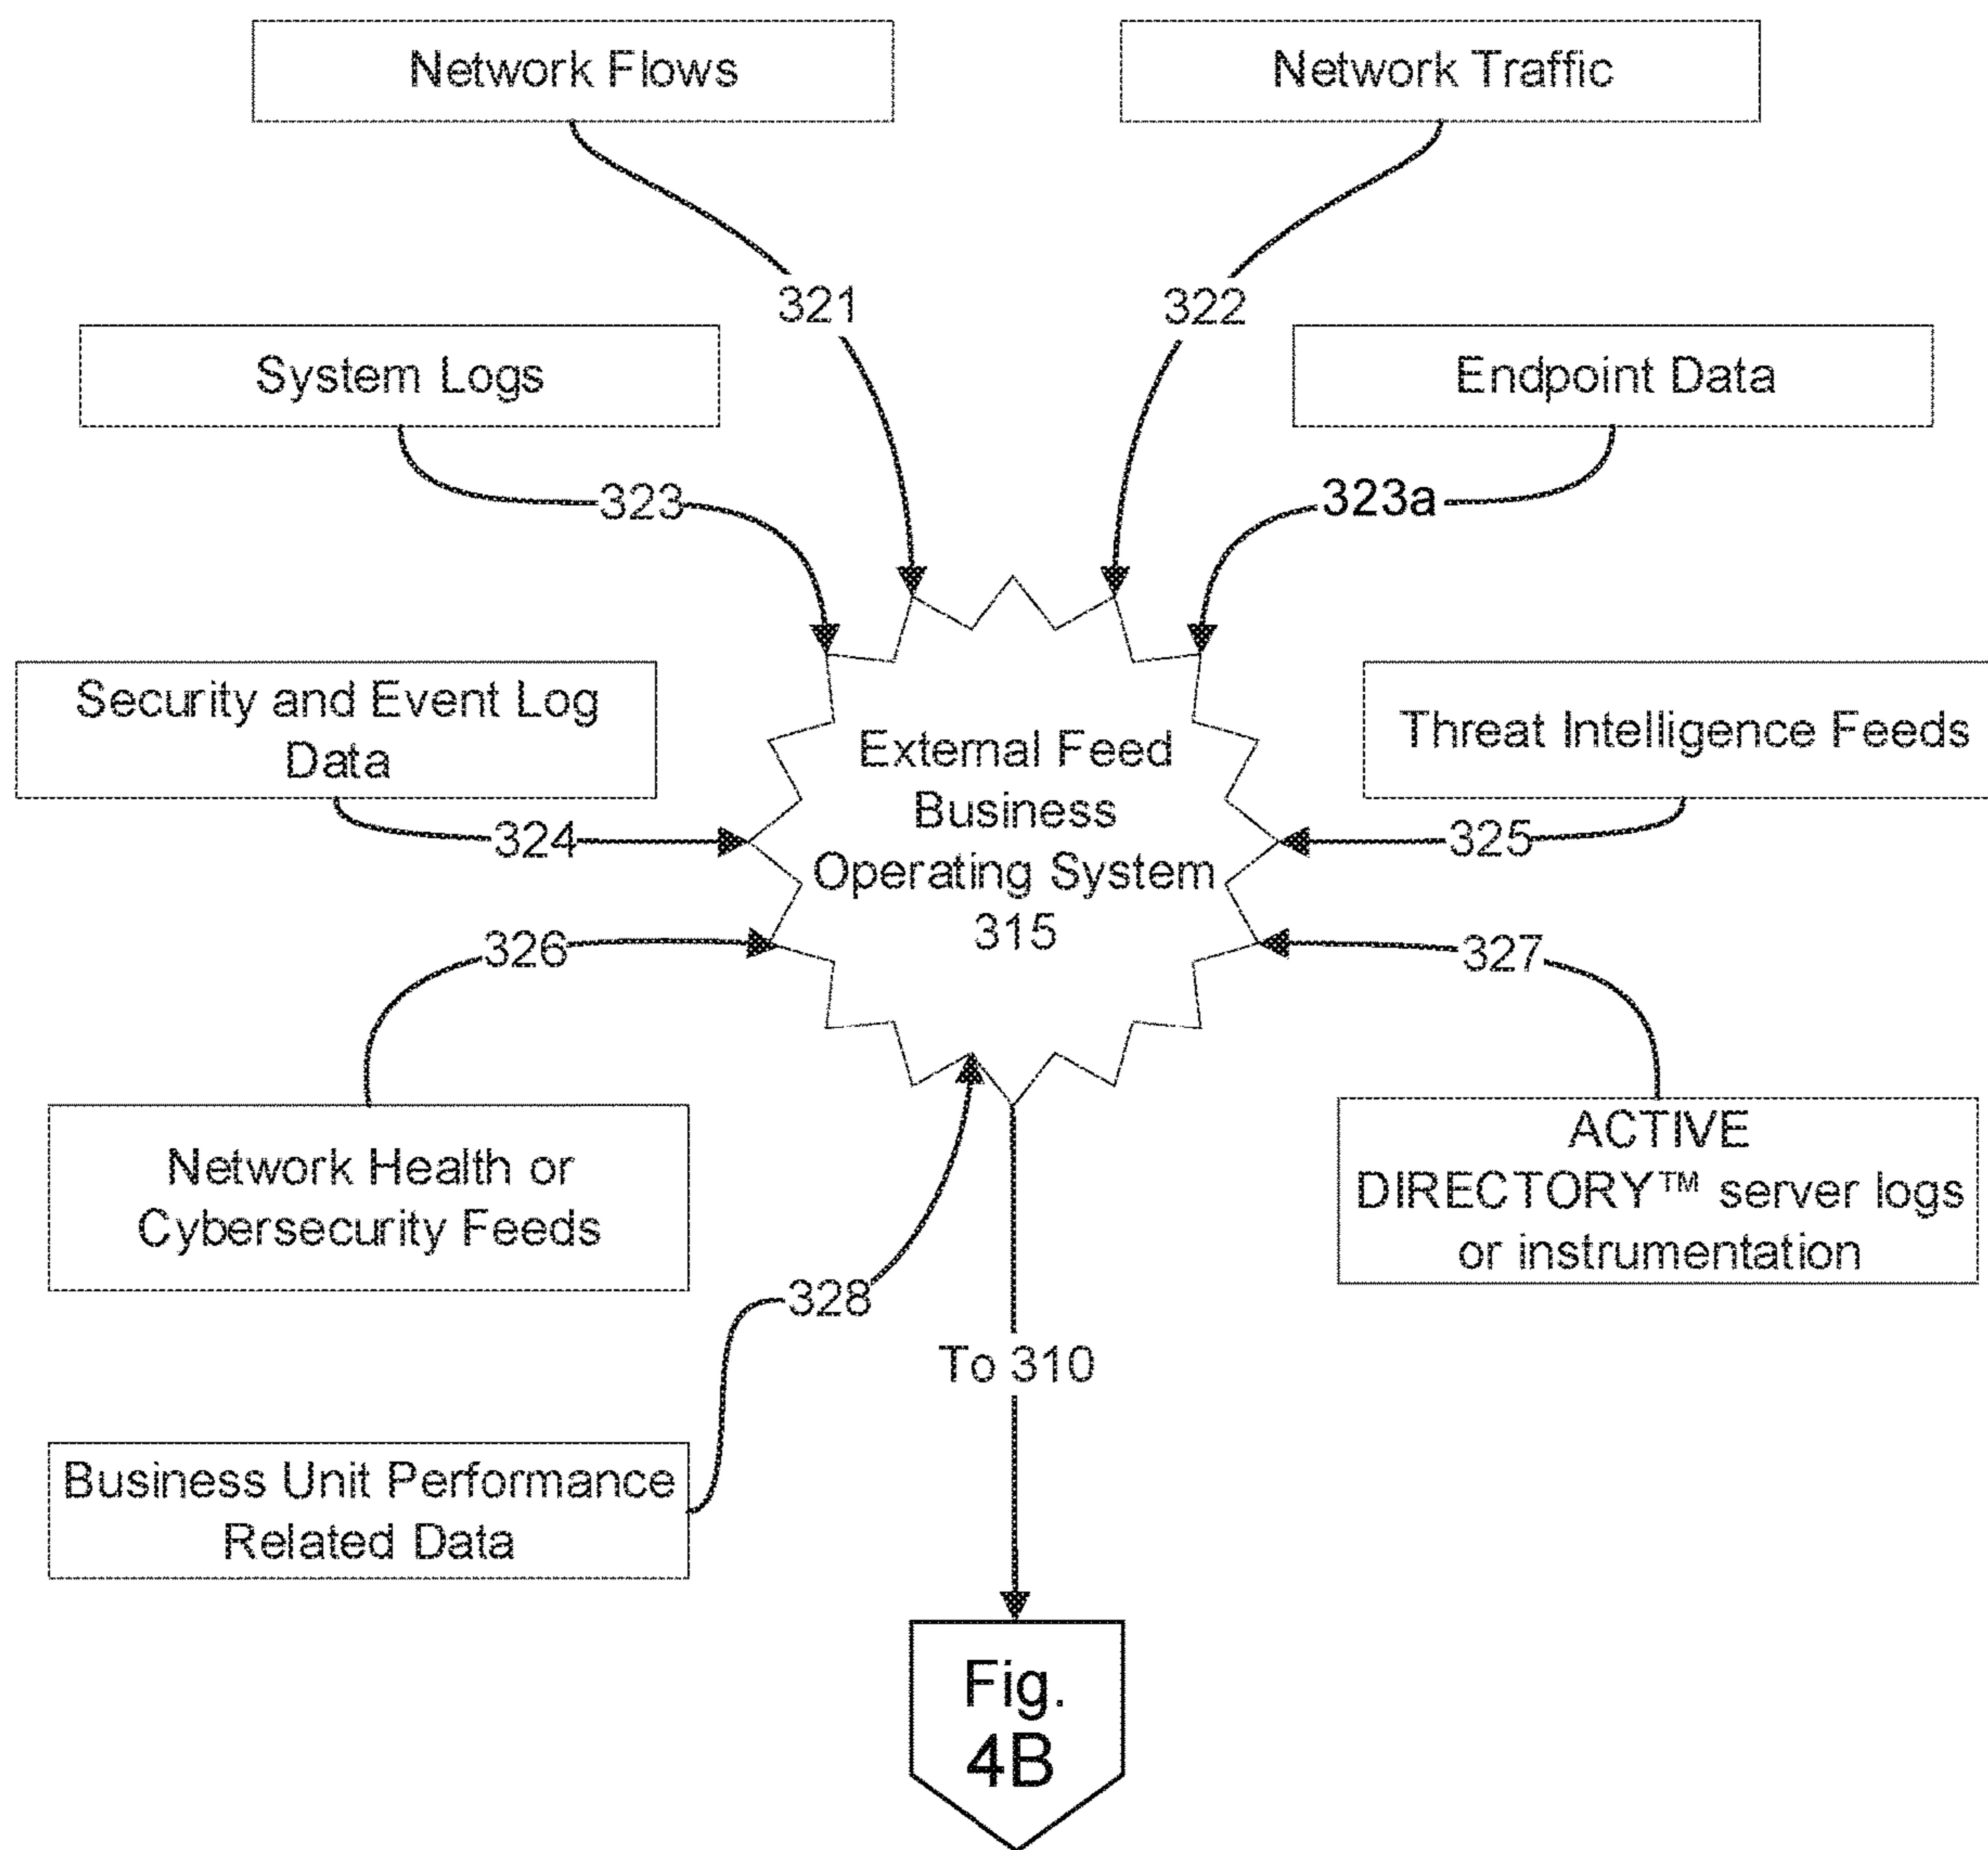 Network Flows
Network Traffic
321
322
System Logs
Endpoint Data
323
323a
Security and Event Log
Data
Threat Intelligence Feeds
External Feed
Business
Operating System
315
324
325
326
327
Network Health or
Cybersecurity Feeds
ACTIVE
DIRECTORY™ server logs
or instrumentation
328
To 310
Business Unit Performance
Related Data
Fig.
4B